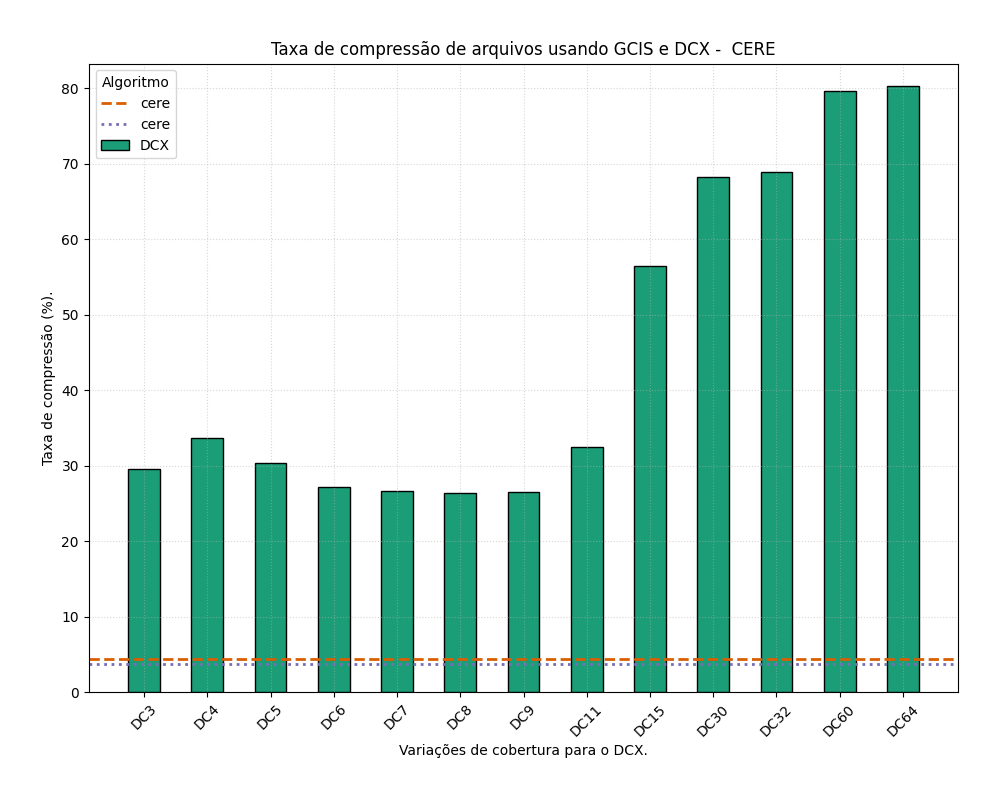 Taxa de compressão de arquivos usando GCIS e DCX -  CERE
Algoritmo
cere
cere
DCX
Taxa de compressão (%).
80
70
60
50
40
30
20
10
0
DC3
DC4
DC5
DC6
DC7
DC8
DC9
DC11
DC15
DC30
DC32
DC60
DC64
Variações de cobertura para o DCX.